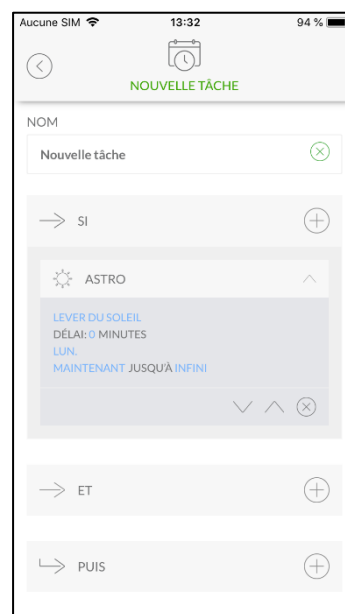 Aucune SIM 13:32 94 %
NOUVELLE TÂCHE
NOM
Nouvelle tâche
SI
ASTRO
LEVER DU SOLEIL
DÉLAI: 0 MINUTES
LUN.
MAINTENANT JUSQU'À INFINI
ET
PUIS